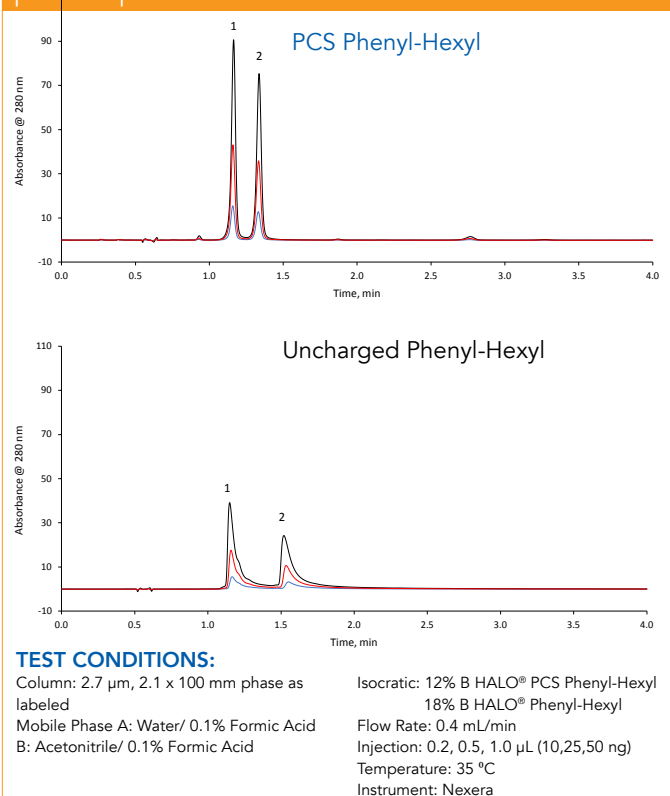 PCS Phenyl-Hexyl
1
2
90
70
50
30
10
-10
Absorbance @ 280 nm
0.0 0.5 1.0 1.5 2.0 2.5 3.0 3.5 4.0
Time, min
Uncharged Phenyl-Hexyl
1
2
110
90
70
50
30
10
-10
Absorbance @ 280 nm
0.0 0.5 1.0 1.5 2.0 2.5 3.0 3.5 4.0
Time, min
TEST CONDITIONS:
Column: 2.7 µm, 2.1 x 100 mm phase as
labeled
Mobile Phase A: Water/ 0.1% Formic Acid
B: Acetonitrile/ 0.1% Formic Acid
Isocratic: 12% B HALO® PCS Phenyl-Hexyl
18% B HALO® Phenyl-Hexyl
Flow Rate: 0.4 mL/min
Injection: 0.2, 0.5, 1.0 µL (10,25,50 ng)
Temperature: 35 ⁰C
Instrument: Nexera